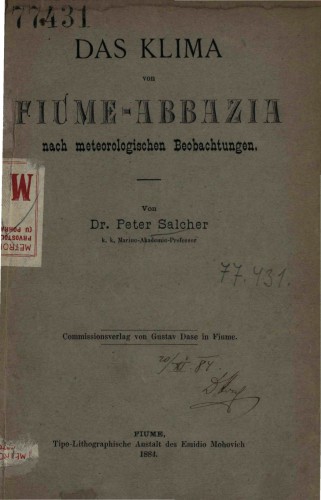 77431
DAS KLIMA
von
FIUME-ABBAZIA
nach meteorologischen Beobachtungen.
Von
Dr. Peter Salcher
k. k. Marine-Akademie-Professor
M
77.431.
Commissionsverlag von Gustav Dase in Fiume.
FIUME,
Tipo-Lithographische Anstalt des Emidio Mohovich
1884.